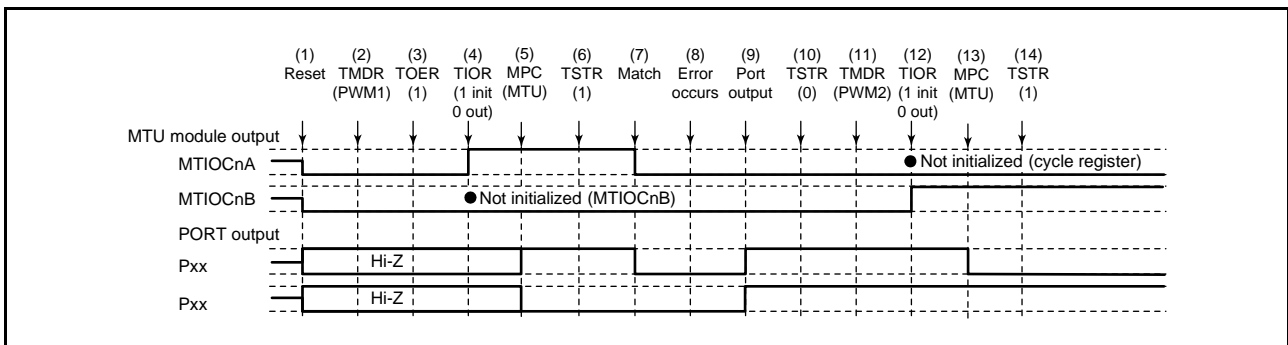 (1) (2) (3) (4) (5) (6) (7) (8) (9) (10) (11) (12) (13) (14)
Reset TMDR TOER TIOR MPC TSTR Match Error Port TSTR TMDR TIOR MPC TSTR
(PWM1) (1) (1 init (MTU) (1) occurs output (0) (PWM2) (1 init (MTU) (1)
0 out) 0 out)
MTU module output
MTIOCnA ● Not initialized (cycle register)
MTIOCnB ● Not initialized (MTIOCnB)
PORT output
Pxx Hi-Z
Pxx Hi-Z